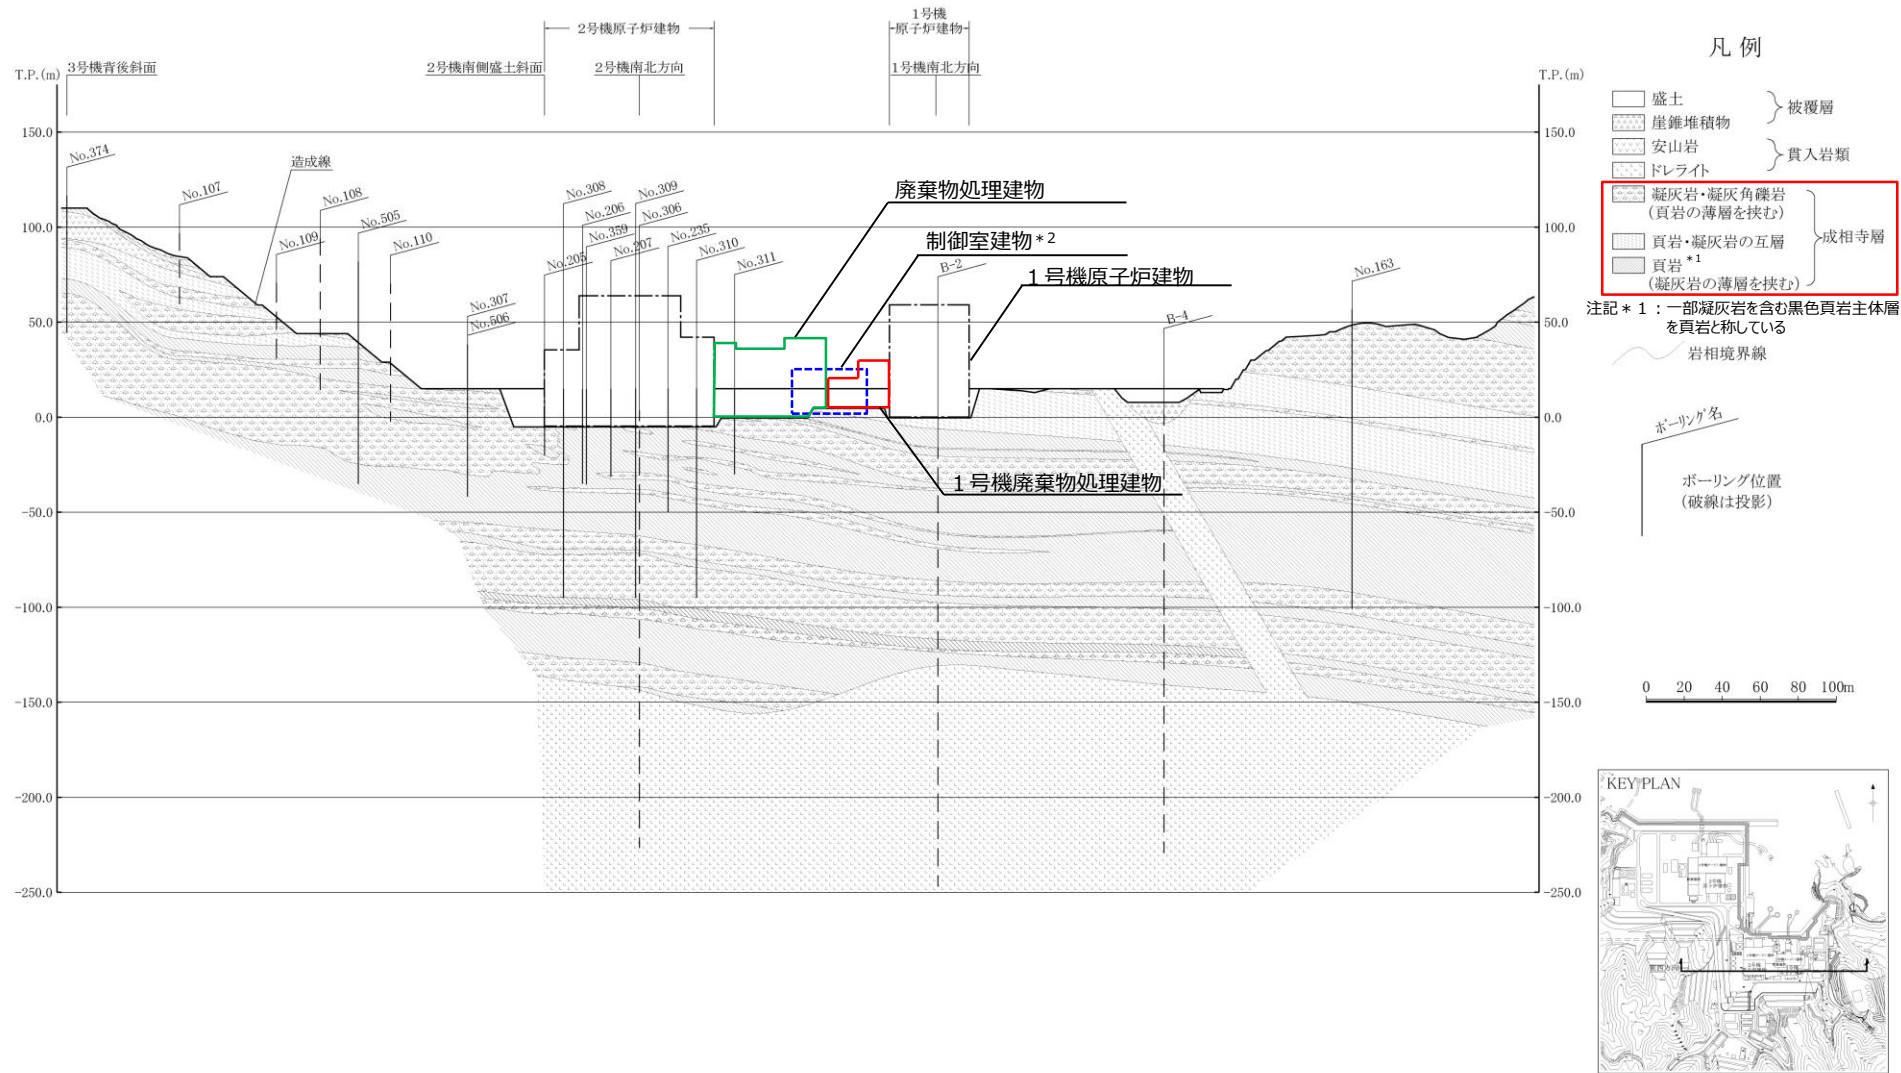 1号機
2号機原子炉建物
原子炉建物
T.P.(m)
3号機背後斜面
2号機南側盛土斜面
2号機南北方向
1号機南北方向
T.P.(m)
150.0
100.0
50.0
0.0
-50.0
-100.0
-150.0
-200.0
-250.0
150.0
100.0
50.0
0.0
-50.0
-100.0
-150.0
-200.0
-250.0
No.374
No.107
造成線
No.108
No.109
No.505
No.110
No.307
No.506
No.308
No.309
No.206
No.306
No.359
No.235
No.205
No.207
No.310
No.311
廃棄物処理建物
制御室建物*2
B-2
1号機原子炉建物
B-4
No.163
1号機廃棄物処理建物
凡例
盛土
崖錐堆積物
被覆層
安山岩
ドレライト
貫入岩類
凝灰岩・凝灰角礫岩
(頁岩の薄層を挟む)
頁岩・凝灰岩の互層
成相寺層
頁岩*1
(凝灰岩の薄層を挟む)
注記*1:一部凝灰岩を含む黒色頁岩主体層
を頁岩と称している
岩相境界線
ボーリング名
ボーリング位置
(破線は投影)
0 20 40 60 80 100m
KEY PLAN